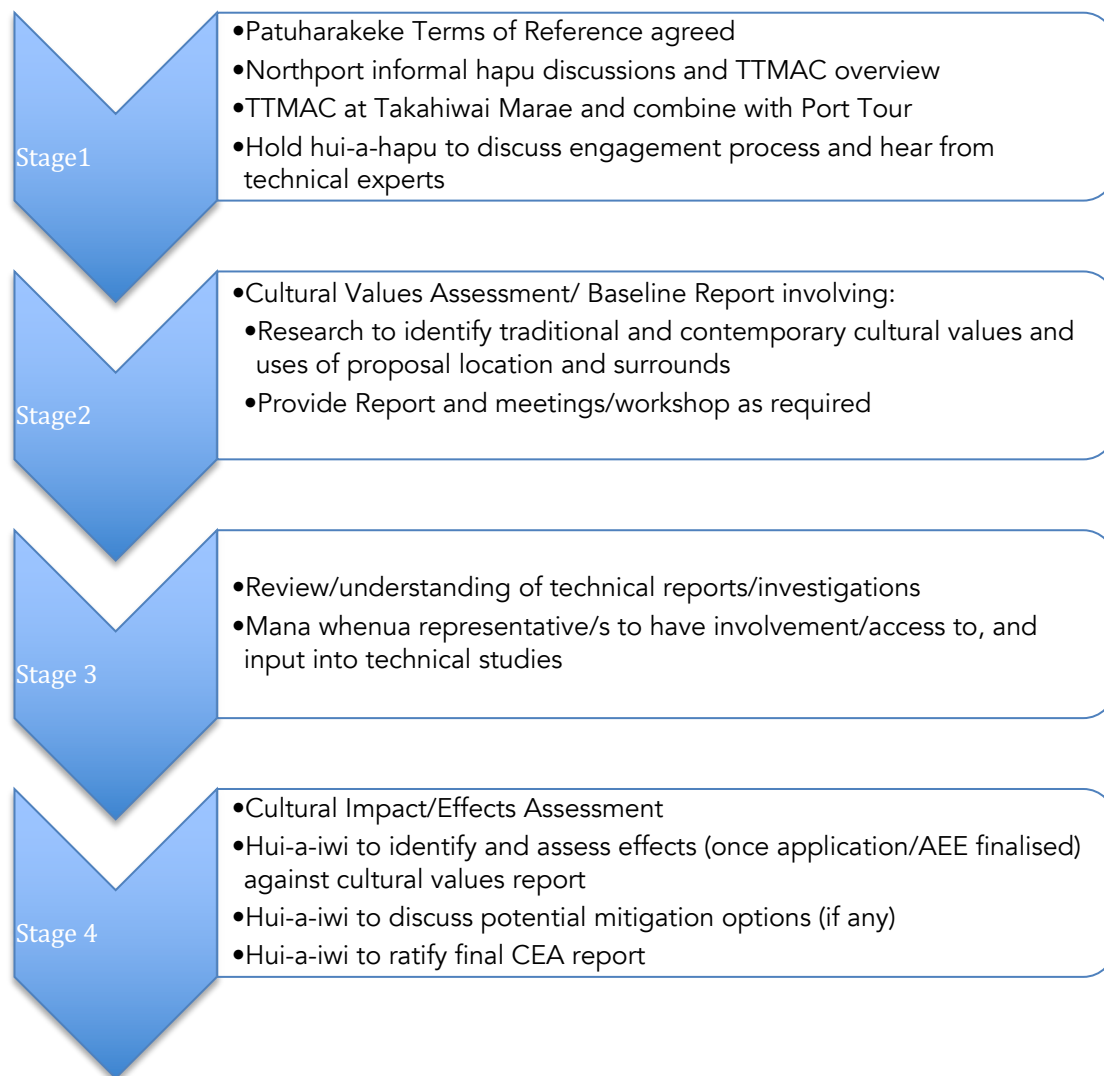 Stage1
•Patuharakeke Terms of Reference agreed
•Northport informal hapu discussions and TTMAC overview
•TTMAC at Takahiwai Marae and combine with Port Tour
•Hold hui-a-hapu to discuss engagement process and hear from
technical experts
Stage2
•Cultural Values Assessment/ Baseline Report involving:
•Research to identify traditional and contemporary cultural values and
uses of proposal location and surrounds
•Provide Report and meetings/workshop as required
Stage 3
•Review/understanding of technical reports/investigations
•Mana whenua representative/s to have involvement/access to, and
input into technical studies
Stage 4
•Cultural Impact/Effects Assessment
•Hui-a-iwi to identify and assess effects (once application/AEE finalised)
against cultural values report
•Hui-a-iwi to discuss potential mitigation options (if any)
•Hui-a-iwi to ratify final CEA report